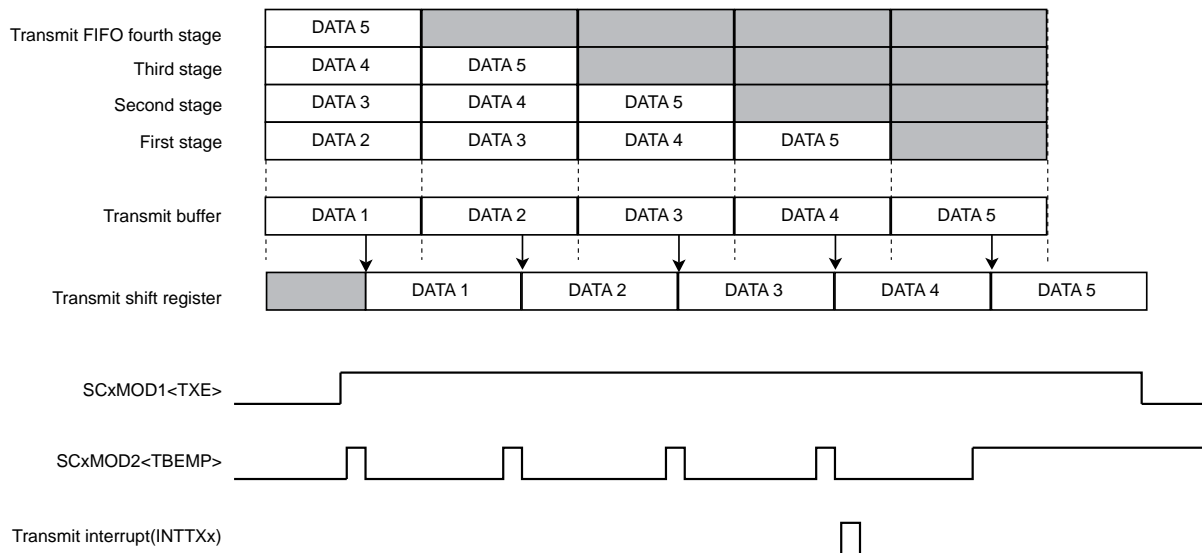 Transmit FIFO fourth stage DATA 5
Third stage DATA 4 DATA 5
Second stage DATA 3 DATA 4 DATA 5
First stage DATA 2 DATA 3 DATA 4 DATA 5
Transmit buffer DATA 1 DATA 2 DATA 3 DATA 4 DATA 5
Transmit shift register DATA 1 DATA 2 DATA 3 DATA 4 DATA 5
SCxMOD1<TXE>
SCxMOD2<TBEMP>
Transmit interrupt(INTTXx)